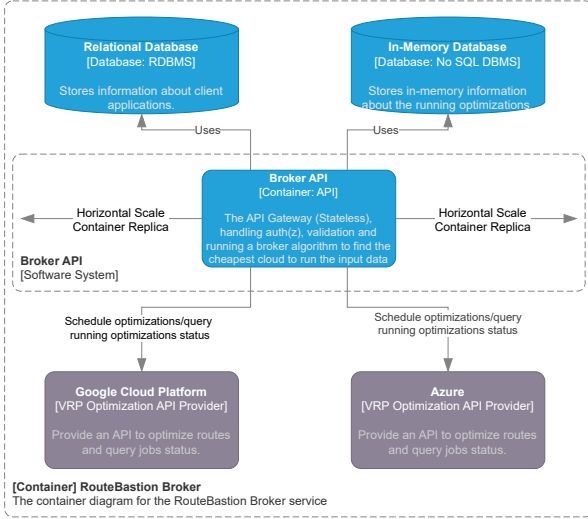 Relational Database
[Database: RDBMS]
Stores information about client
applications.
In-Memory Database
[Database: No SQL DBMS]
Stores in-memory information
about the running optimizations
Uses
Uses
Broker API
[Container: API]
The API Gateway (Stateless),
handling auth(z), validation and
running a broker algorithm to find the
cheapest cloud to run the input data
Horizontal Scale
Container Replica
Horizontal Scale
Container Replica
Broker API
[Software System]
Schedule optimizations/query
running optimizations status
Schedule optimizations/query
running optimizations status
Google Cloud Platform
[VRP Optimization API Provider]
Provide an API to optimize routes
and query jobs status.
Azure
[VRP Optimization API Provider]
Provide an API to optimize routes
and query jobs status.
[Container] RouteBastion Broker
The container diagram for the RouteBastion Broker service